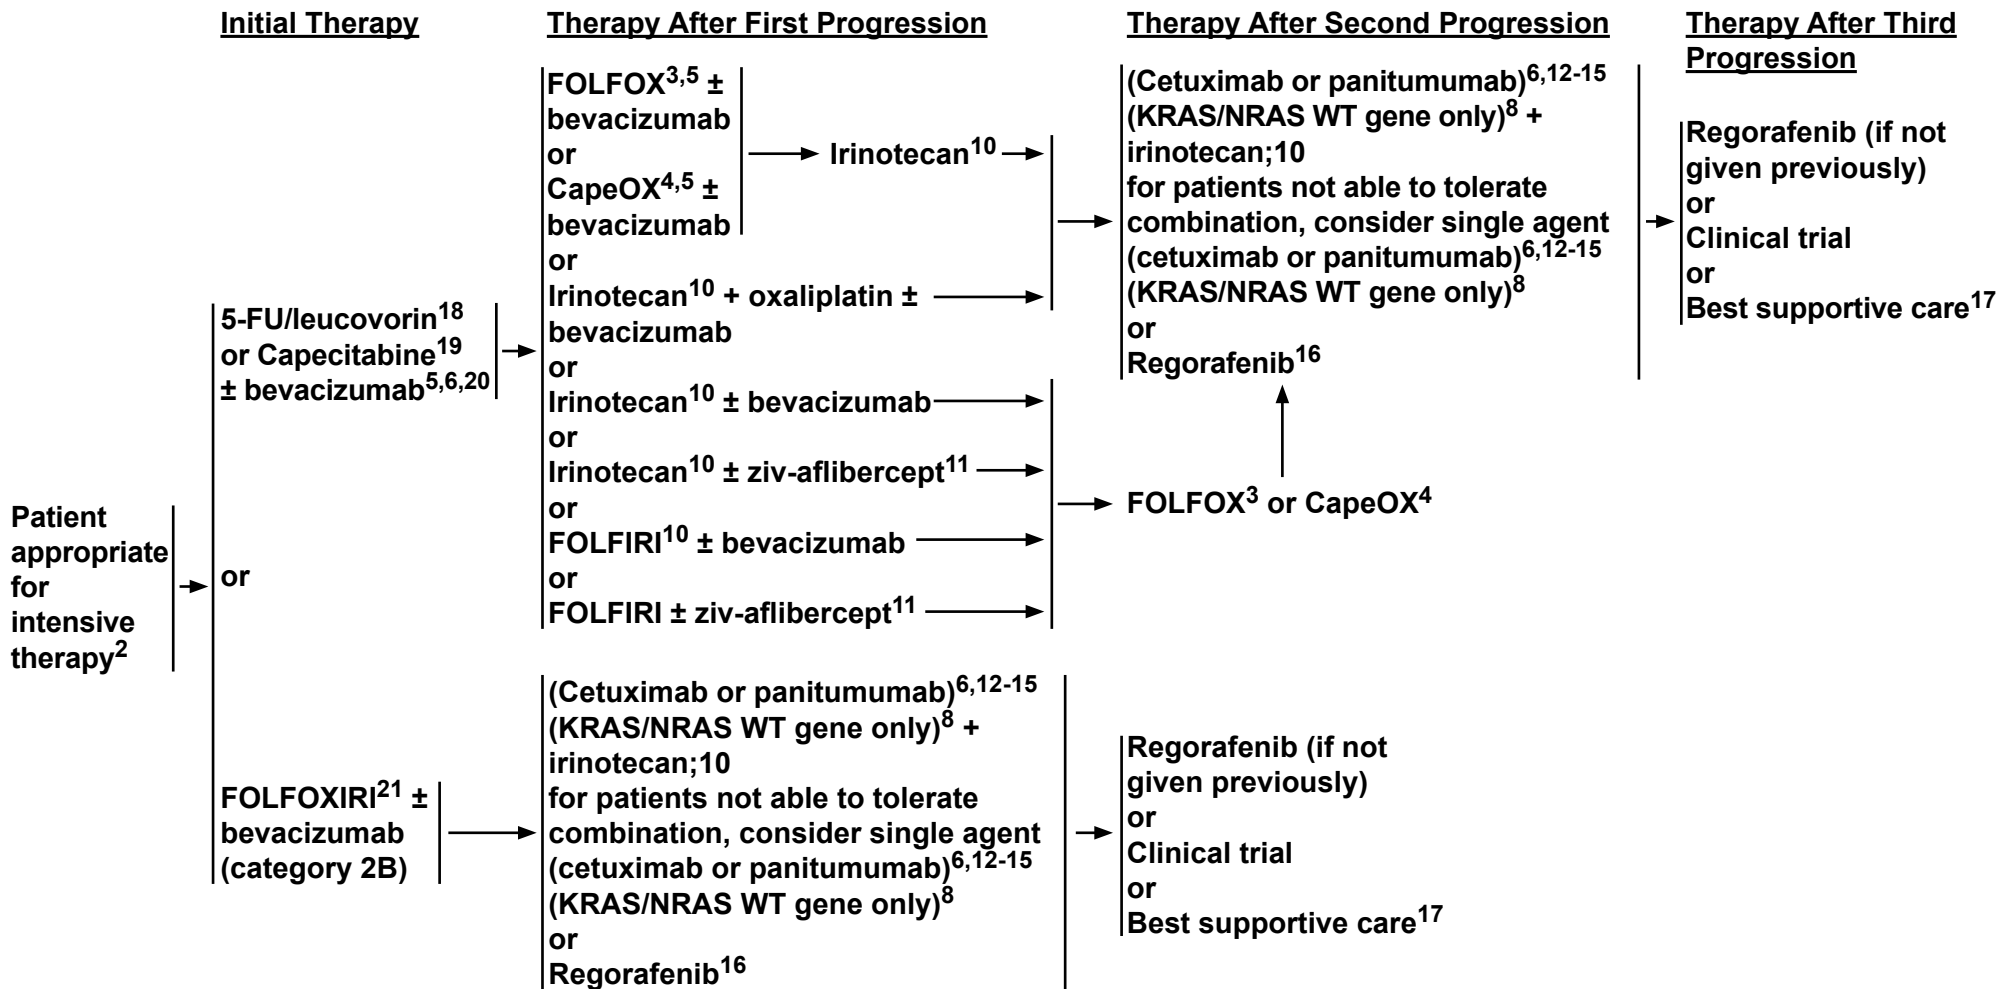 Initial Therapy
Therapy After First Progression
Therapy After Second Progression
Therapy After Third
Progression
Patient
appropriate
for
intensive
therapy2
5-FU/leucovorin18
or Capecitabine19
± bevacizumab5,6,20
or
FOLFOXIRI21 ±
bevacizumab
(category 2B)
FOLFOX3,5 ±
bevacizumab
or
CapeOX4,5 ±
bevacizumab
or
Irinotecan10 + oxaliplatin ±
bevacizumab
or
Irinotecan10 ± bevacizumab
or
Irinotecan10 ± ziv-aflibercept11
or
FOLFIRI10 ± bevacizumab
or
FOLFIRI ± ziv-aflibercept11
Irinotecan10
(Cetuximab or panitumumab)6,12-15
(KRAS/NRAS WT gene only)8 +
irinotecan;10
for patients not able to tolerate
combination, consider single agent
(cetuximab or panitumumab)6,12-15
(KRAS/NRAS WT gene only)8
or
Regorafenib16
FOLFOX3 or CapeOX4
Regorafenib (if not
given previously)
or
Clinical trial
or
Best supportive care17
(Cetuximab or panitumumab)6,12-15
(KRAS/NRAS WT gene only)8 +
irinotecan;10
for patients not able to tolerate
combination, consider single agent
(cetuximab or panitumumab)6,12-15
(KRAS/NRAS WT gene only)8
or
Regorafenib16
Regorafenib (if not
given previously)
or
Clinical trial
or
Best supportive care17